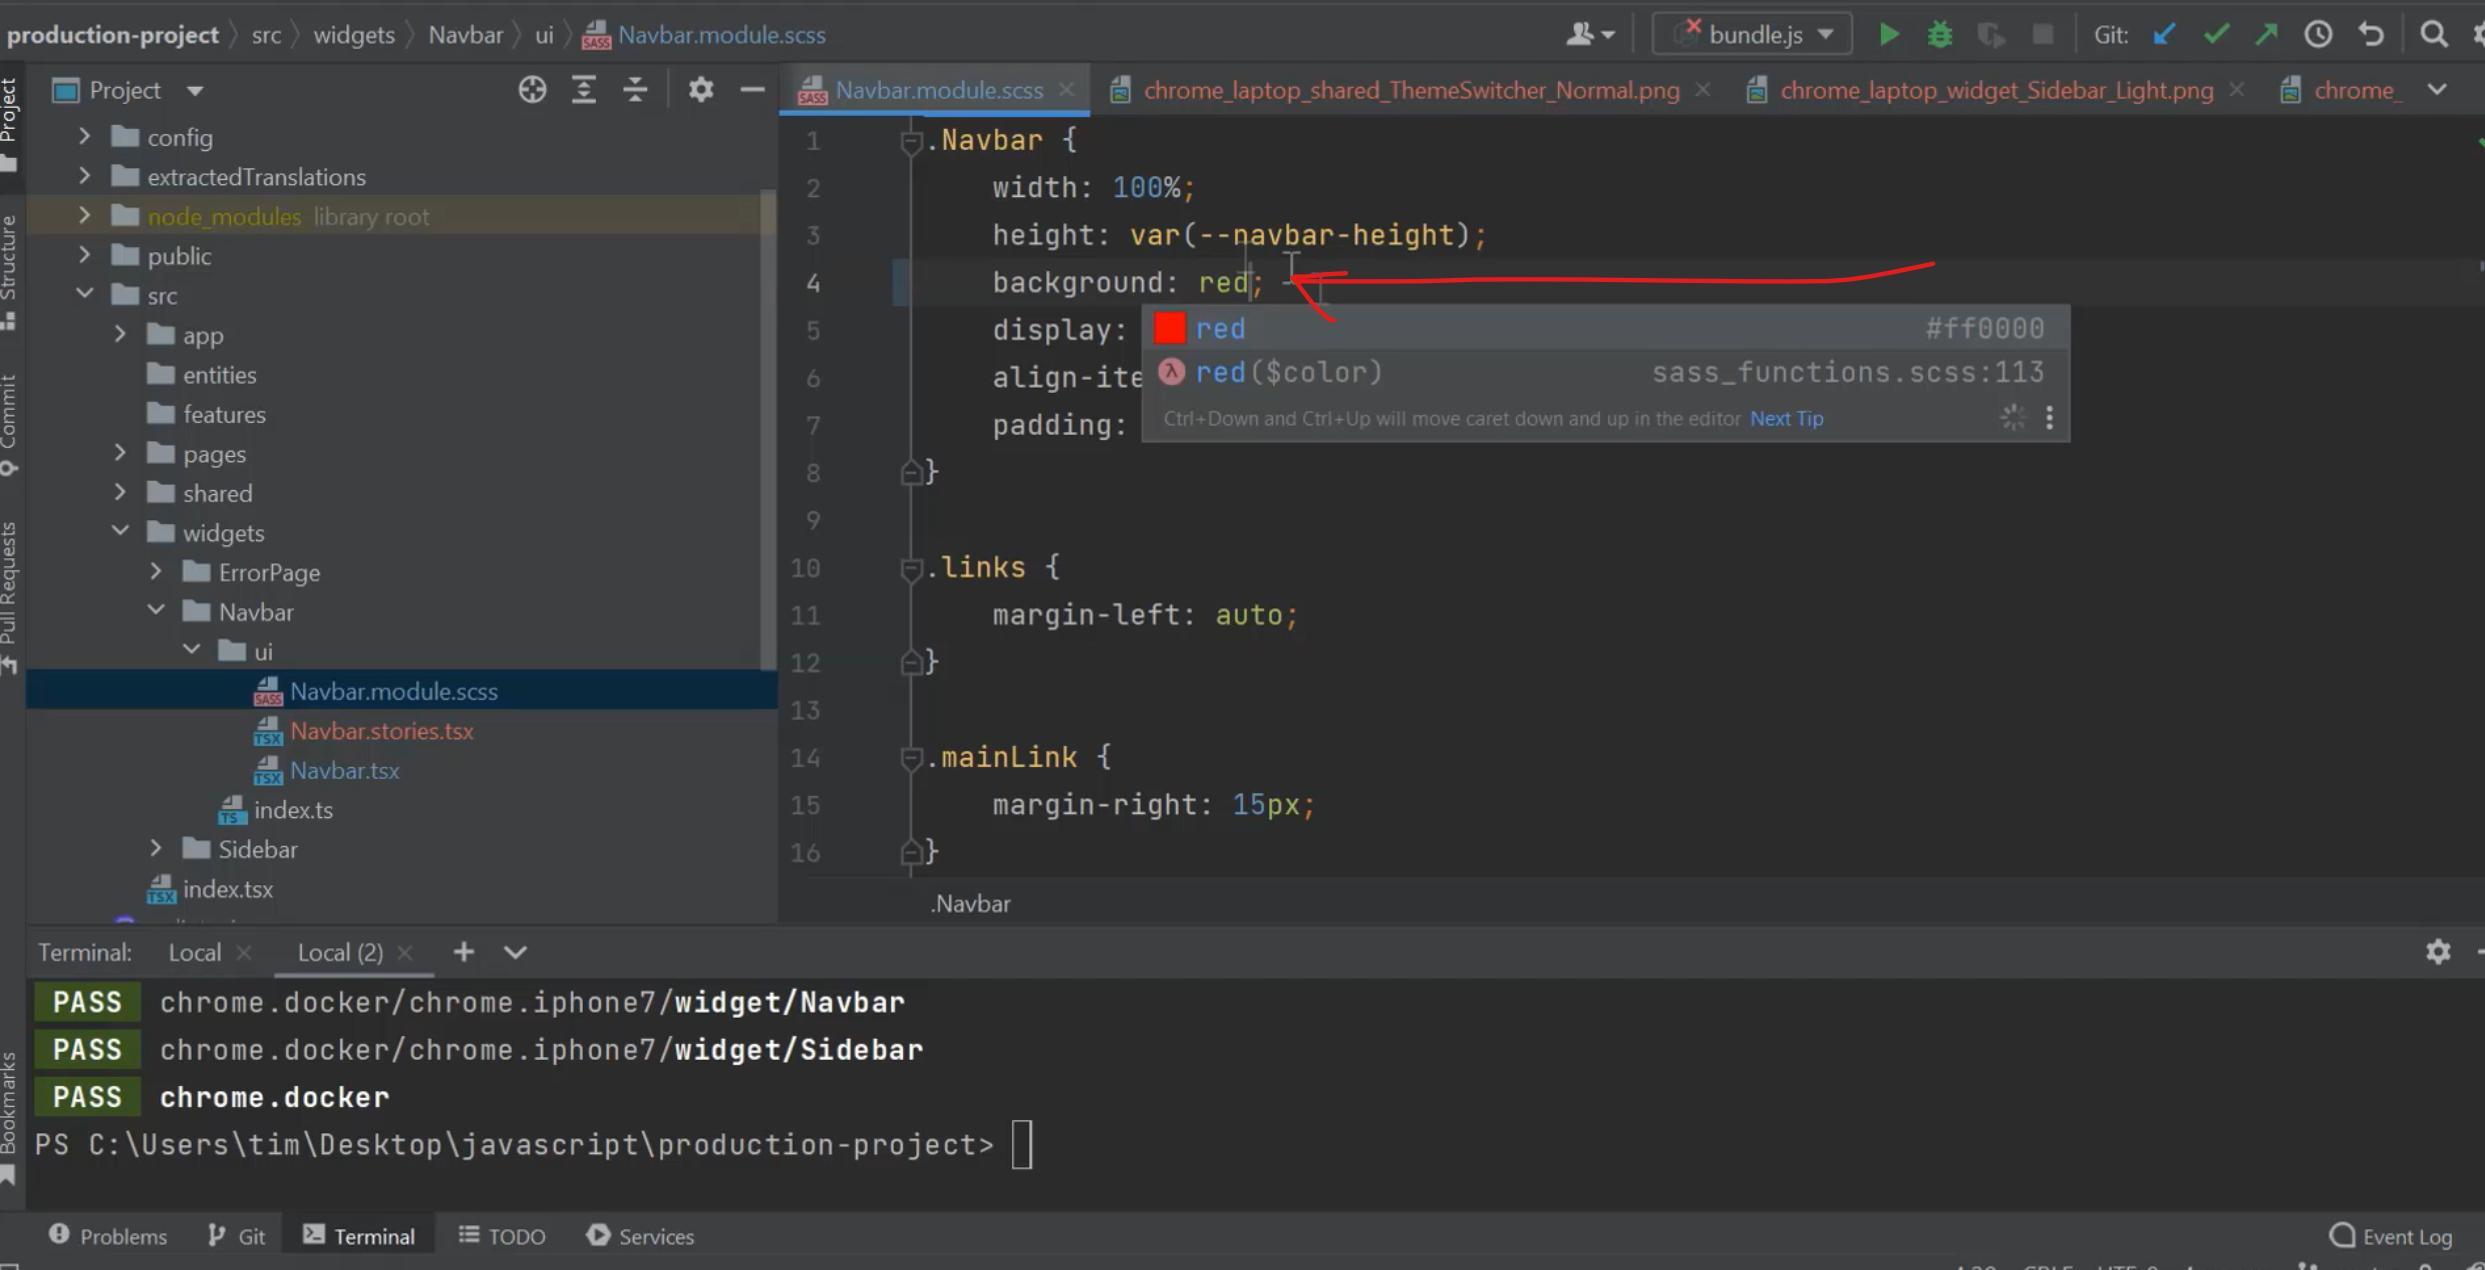 production-project src widgets Navbar ui Navbar.module.scss bundle.js Git:
Project
Navbar.module.scss chrome_laptop_shared_ThemeSwitcher_Normal.png chrome_laptop_widget_Sidebar_Light.png chrome_
Project
Structure
Commit
Pull Requests
Bookmarks
config
extractedTranslations
node_modules library root
public
src
app
entities
features
pages
shared
widgets
ErrorPage
Navbar
ui
Navbar.module.scss
Navbar.stories.tsx
Navbar.tsx
index.ts
Sidebar
index.tsx
1 .Navbar {
2 width: 100%;
3 height: var(--navbar-height);
4 background: red;
5 display:
6 align-ite
7 padding:
8 }
9
10 .links {
11 margin-left: auto;
12 }
13
14 .mainLink {
15 margin-right: 15px;
16 }
red #ff0000
red($color) sass_functions.scss:113
Ctrl+Down and Ctrl+Up will move caret down and up in the editor Next Tip
.Navbar
Terminal: Local Local (2)
PASS chrome.docker/chrome.iphone7/widget/Navbar
PASS chrome.docker/chrome.iphone7/widget/Sidebar
PASS chrome.docker
PS C:\Users\tim\Desktop\javascript\production-project>
Problems Git Terminal TODO Services Event Log